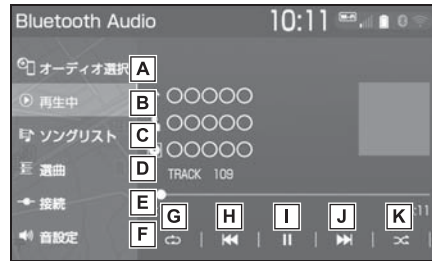 Bluetooth Audio 10:11
オーディオ選択 A
再生中 B ○○○○○
ソングリスト C ○○○○○
○○○○○
選曲 D TRACK 109
接続 E
音設定 F
G H I J K